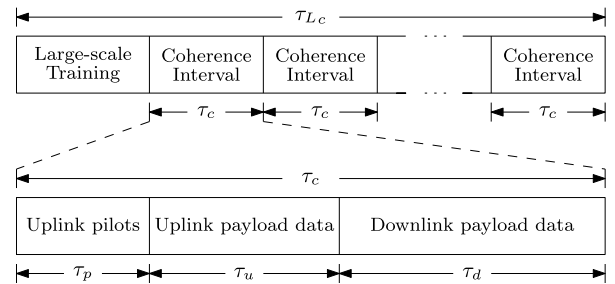 τ_{Lc}
Large-scale Training
Coherence Interval
Coherence Interval
...
Coherence Interval
...
τ_c
τ_c
τ_c
τ_c
Uplink pilots
Uplink payload data
Downlink payload data
τ_p
τ_u
τ_d